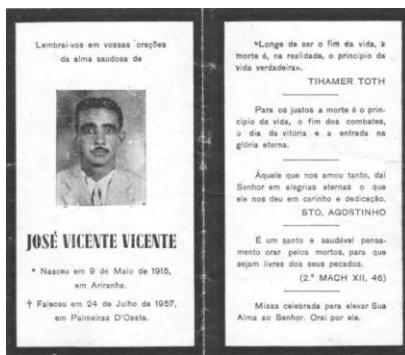 Lembrai-vos em vossas orações
da alma saudosa de
JOSÉ VICENTE VICENTE
* Nasceu em 9 de Maio de 1915,
em Ariranha.
† Faleceu em 24 de Julho de 1957,
em Palmeiras D'Oeste.
«Longe de ser o fim da vida, a
morte é, na realidade, o princípio da
vida verdadeira».
TIHAMER TOTH
Para os justos a morte é o prin-
cípio da vida, o fim dos combates,
o dia da vitória e a entrada na
glória eterna.
Àquele que nos amou tanto, dai
Senhor em alegrias eternas o que
ele nos deu em carinho e dedicação.
STO, AGOSTINHO
É um santo e saudável pensa-
mento orar pelos mortos, para que
sejam livres dos seus pecados.
(2.º MACH XII, 46)
Missa celebrada para elevar Sua
Alma ao Senhor. Orai por ele.